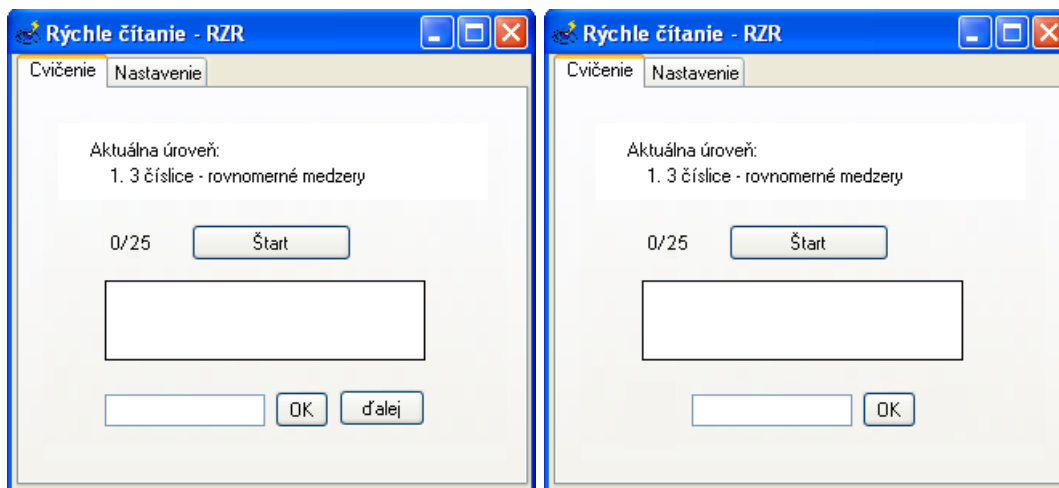 Rýchle čítanie - RZR
Cvičenie Nastavenie
Aktuálna úroveň:
1. 3 číslice - rovnomerné medzery
0/25 Štart
OK ďalej
Rýchle čítanie - RZR
Cvičenie Nastavenie
Aktuálna úroveň:
1. 3 číslice - rovnomerné medzery
0/25 Štart
OK